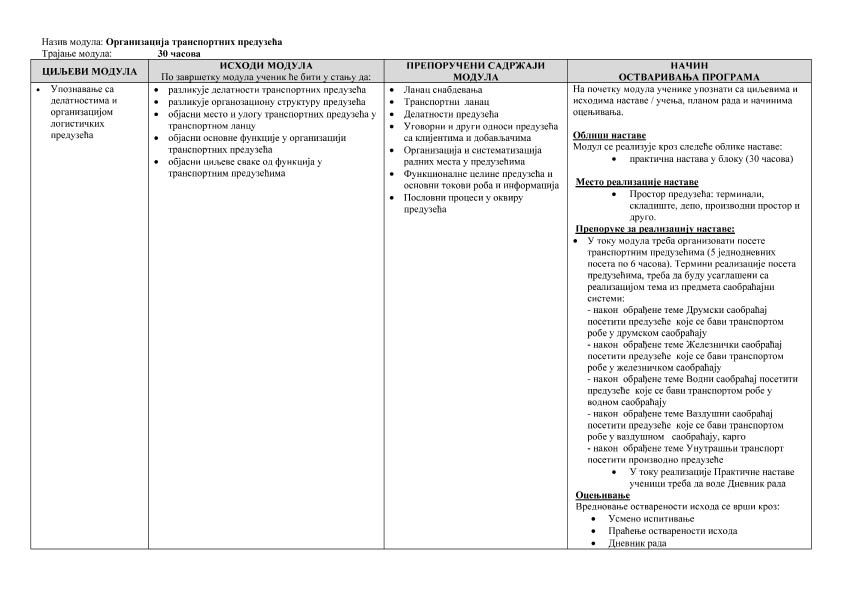 Назив модула: Организација транспортних предузећа
Трајање модула: 30 часова
ЦИЉЕВИ МОДУЛА
ИСХОДИ МОДУЛА
По завршетку модула ученик ће бити у стању да:
ПРЕПОРУЧЕНИ САДРЖАЈИ
МОДУЛА
НАЧИН
ОСТВАРИВАЊА ПРОГРАМА
• Упознавање са
делатностима и
организацијом
логистичких
предузећа
• разликује делатности транспортних предузећа
• разликује органозациону структуру предузећа
• објасни место и улогу транспортних предузећа у
транспортном ланцу
• објасни основне функције у организацији
транспортних предузећа
• објасни циљеве сваке од функција у
транспортним предузећима
• Ланац снабдевања
• Транспортни ланац
• Делатности предузећа
• Уговорни и други односи предузећа
са клијентима и добављачима
• Организација и систематизација
радних места у предузећима
• Функционалне целине предузећа и
основни токови роба и информација
• Пословни процеси у оквиру
предузећа
На почетку модула ученике упознати са циљевима и
исходима наставе / учења, планом рада и начинима
оцењивања.
Облици наставе
Модул се реализује кроз следеће облике наставе:
• практична настава у блоку (30 часова)
Место реализације наставе
• Простор предузећа: терминали,
складиште, депо, производни простор и
друго.
Препоруке за реализацију наставе:
• У току модула треба организовати посете
транспортним предузећима (5 једнодневних
посета по 6 часова). Термини реализације посета
предузећима, треба да буду усаглашени са
реализацијом тема из предмета саобраћајни
системи:
- након обрађене теме Друмски саобраћај
посетити предузеће које се бави транспортом
робе у друмском саобраћају
- након обрађене теме Железнички саобраћај
посетити предузеће које се бави транспортом
робе у железничком саобраћају
- након обрађене теме Водни саобраћај посетити
предузеће које се бави транспортом робе у
водном саобраћају
- након обрађене теме Ваздушни саобраћај
посетити предузеће које се бави транспортом
робе у ваздушном саобраћају, карго
- након обрађене теме Унутрашњи транспорт
посетити производно предузеће
• У току реализације Практичне наставе
ученици треба да воде Дневник рада
Оцењивање
Вредновање остварености исхода се врши кроз:
• Усмено испитивање
• Праћење остварености исхода
• Дневник рада